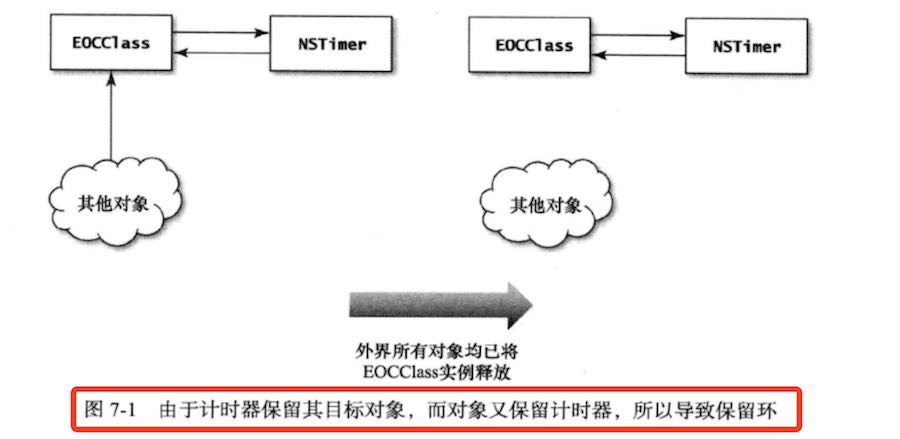 EOCClass
NSTimer
EOCClass
NSTimer
其他对象
其他对象
外界所有对象均已将
EOCClass实例释放
图 7-1 由于计时器保留其目标对象，而对象又保留计时器，所以导致保留环